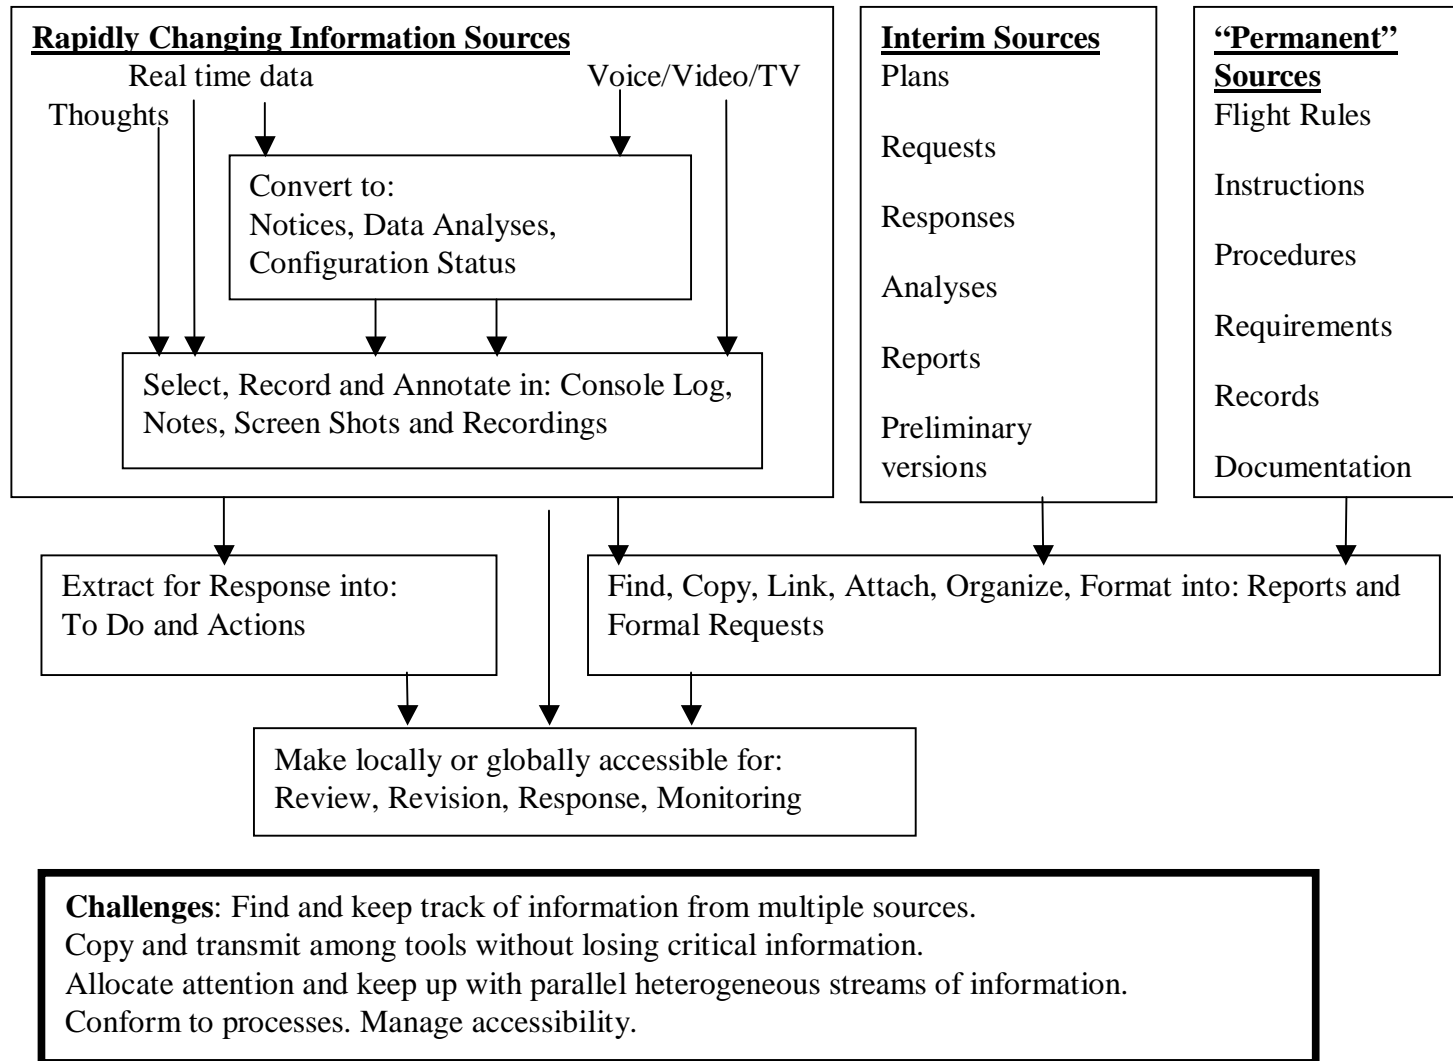 Rapidly Changing Information Sources
Real time data
Voice/Video/TV
Thoughts
Convert to:
Notices, Data Analyses,
Configuration Status
Select, Record and Annotate in: Console Log,
Notes, Screen Shots and Recordings
Interim Sources
Plans
Requests
Responses
Analyses
Reports
Preliminary
versions
“Permanent”
Sources
Flight Rules
Instructions
Procedures
Requirements
Records
Documentation
Extract for Response into:
To Do and Actions
Find, Copy, Link, Attach, Organize, Format into: Reports and
Formal Requests
Make locally or globally accessible for:
Review, Revision, Response, Monitoring
Challenges: Find and keep track of information from multiple sources.
Copy and transmit among tools without losing critical information.
Allocate attention and keep up with parallel heterogeneous streams of information.
Conform to processes. Manage accessibility.